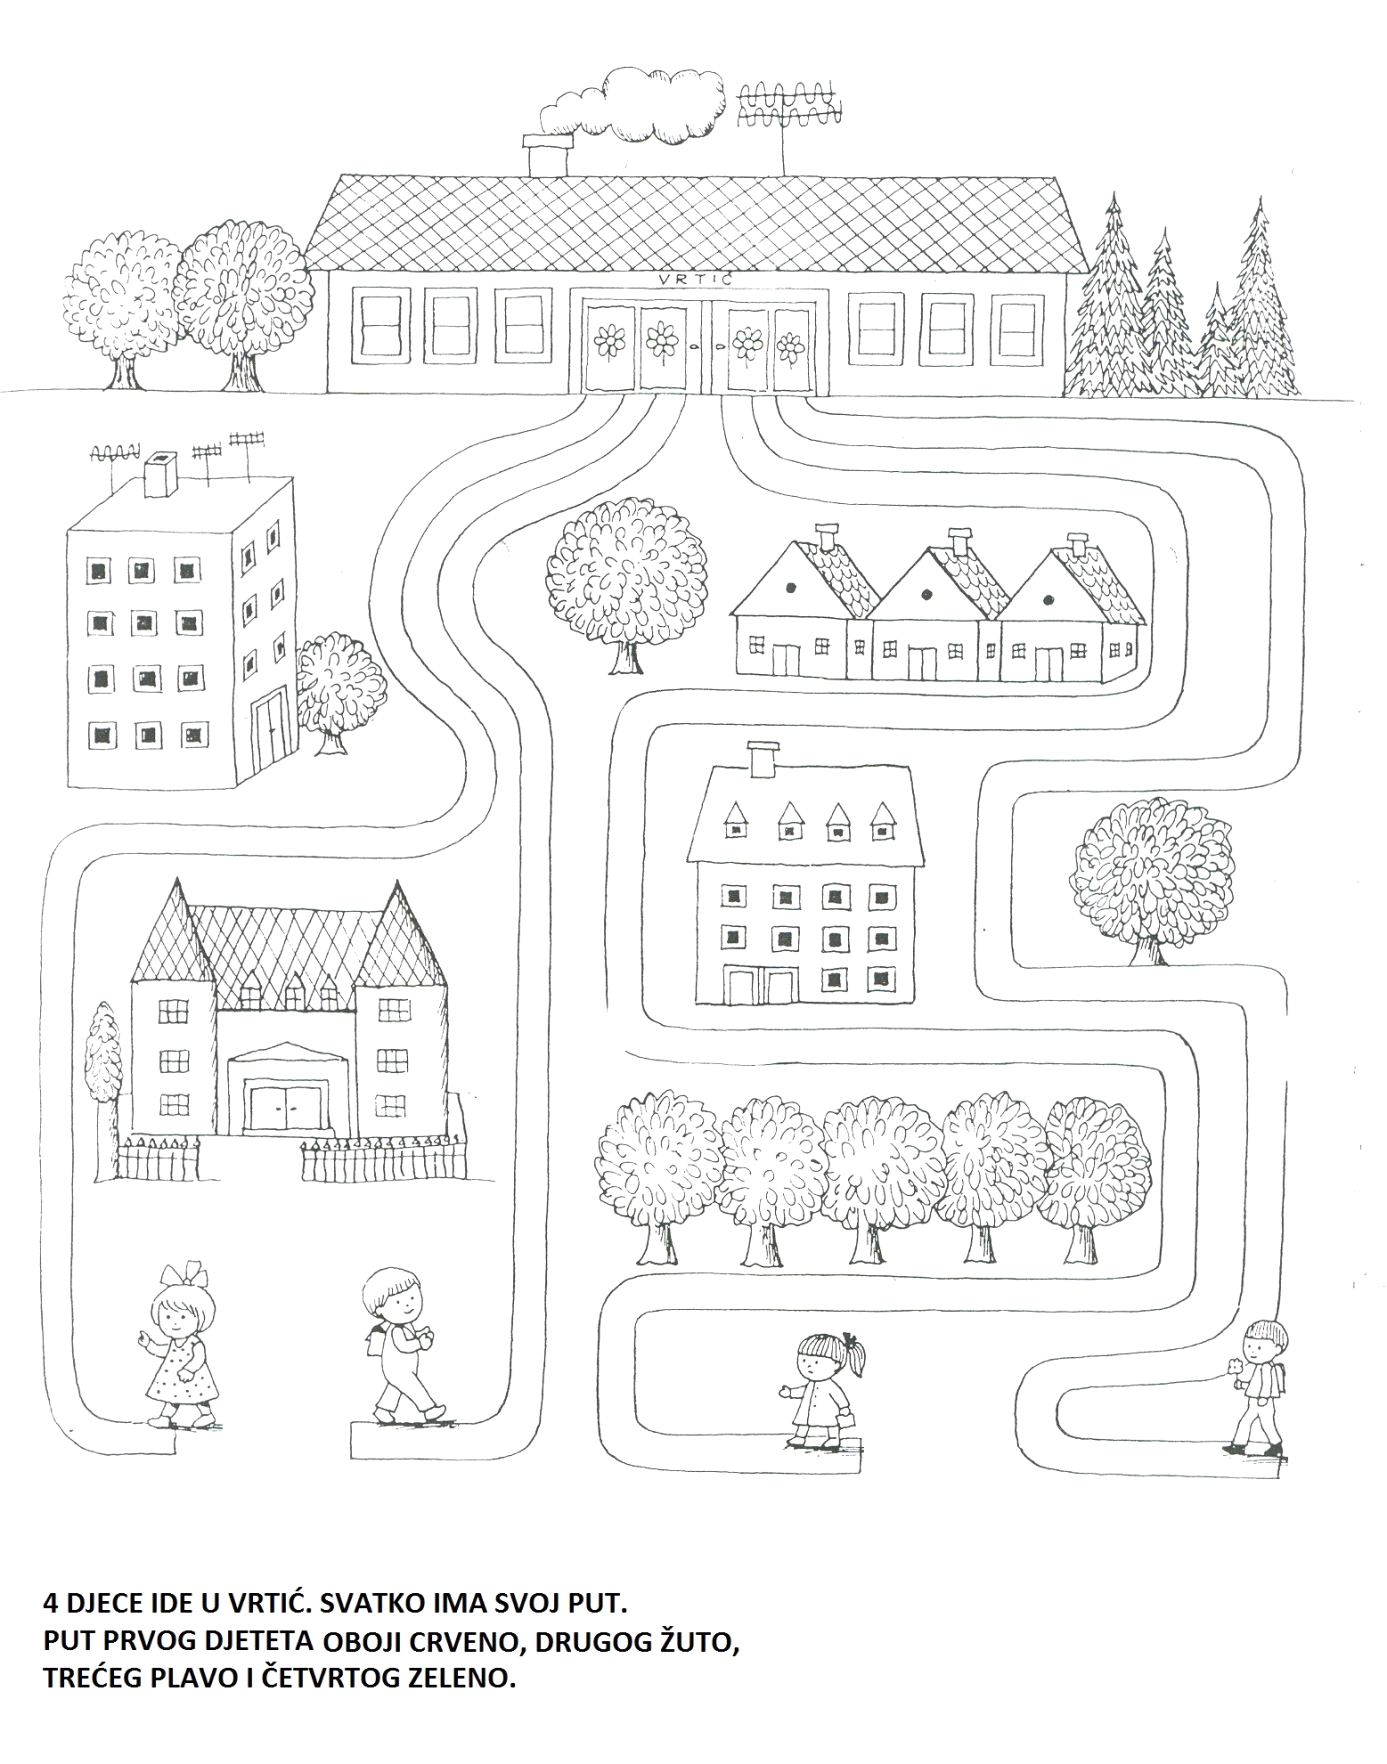 VRTIĆ
4 DJECE IDE U VRTIĆ. SVATKO IMA SVOJ PUT.
PUT PRVOG DJETETA OBOJI CRVENO, DRUGOG ŽUTO,
TREĆEG PLAVO I ČETVRTOG ZELENO.